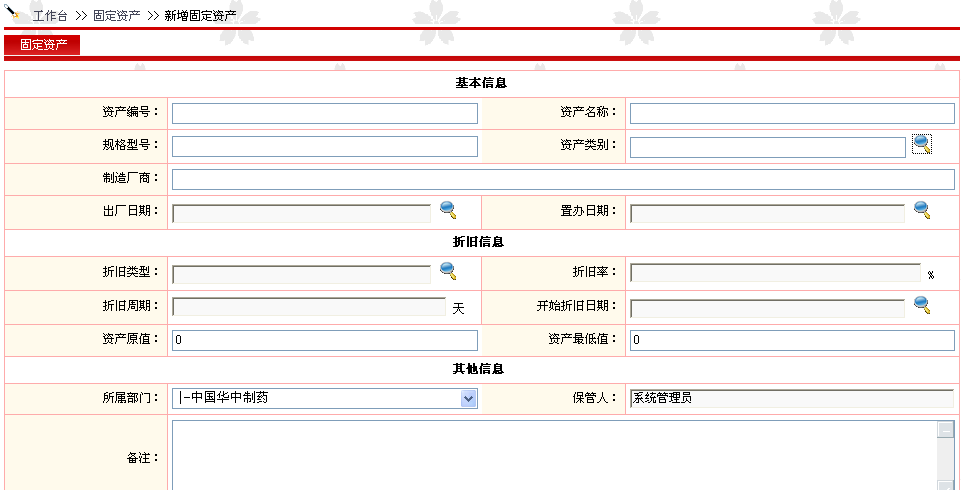 工作台 >> 固定资产 >> 新增固定资产
固定资产
基本信息
资产编号： 资产名称：
规格型号： 资产类别：
制造厂商：
出厂日期： 置办日期：
折旧信息
折旧类型： 折旧率： %
折旧周期： 天 开始折旧日期：
资产原值： 0 资产最低值： 0
其他信息
所属部门： |-中国华中制药 保管人： 系统管理员
备注：